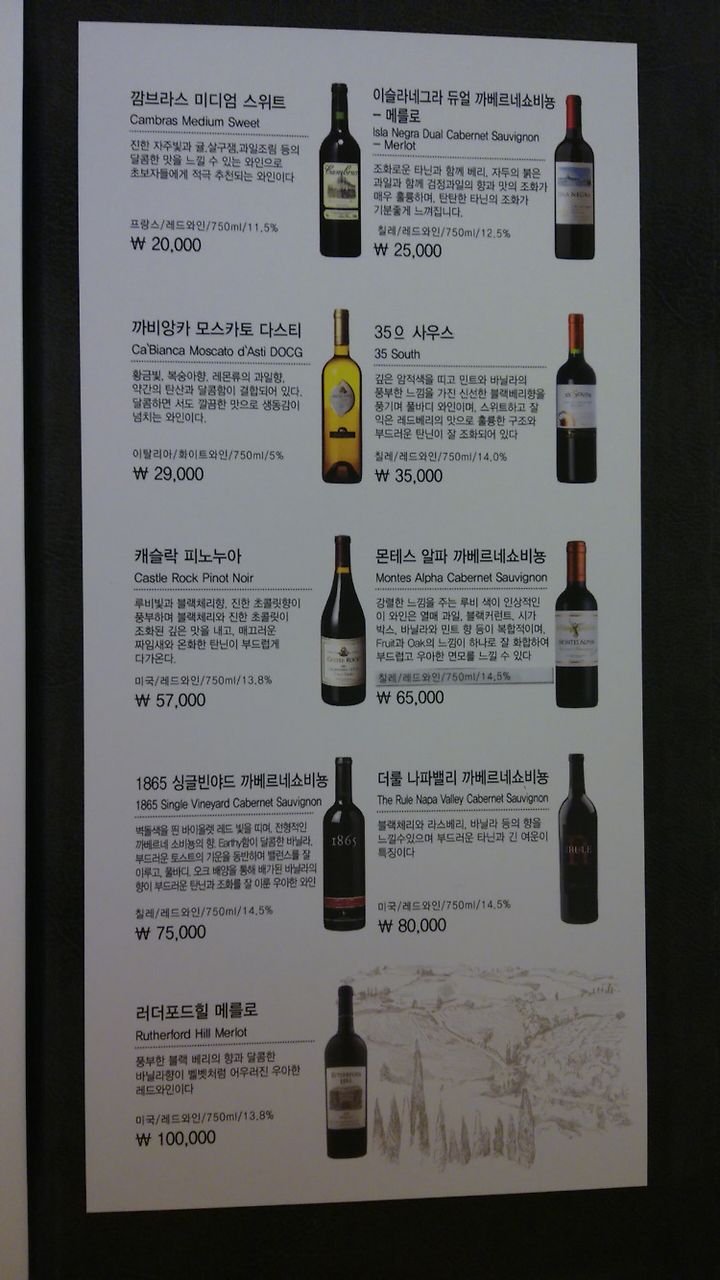 깜브라스 미디엄 스위트
Cambras Medium Sweet
진한 자주빛과 귤,살구잼,과일조림 등의
달콤한 맛을 느낄 수 있는 와인으로
초보자들에게 적극 추천되는 와인이다
프랑스/레드와인/750ml/11.5%
₩ 20,000
이슬라네그라 듀얼 까베르네쇼비뇽
- 메를로
Isla Negra Dual Cabernet Sauvignon
- Merlot
조화로운 타닌과 함께 베리, 자두의 붉은
과일과 함께 검정과일의 향과 맛의 조화가
매우 훌륭하며, 탄탄한 타닌의 조화가
기분좋게 느껴집니다.
칠레/레드와인/750ml/12.5%
₩ 25,000
까비앙카 모스카토 다스티
Ca`Bianca Moscato d`Asti DOCG
황금빛, 복숭아향, 레몬류의 과일향,
약간의 탄산과 달콤함이 결합되어 있다.
달콤하면 서도 깔끔한 맛으로 생동감이
넘치는 와인이다.
이탈리아/화이트와인/750ml/5%
₩ 29,000
35으 사우스
35 South
깊은 암적색을 띠고 민트와 바닐라의
풍부한 느낌을 가진 신선한 블랙베리향을
풍기며 풀바디 와인이며, 스위트하고 잘
익은 레드베리의 맛으로 훌륭한 구조와
부드러운 탄닌이 잘 조화되어 있다
칠레/레드와인/750ml/14.0%
₩ 35,000
캐슬락 피노누아
Castle Rock Pinot Noir
루비빛과 블랙체리향, 진한 초콜릿향이
풍부하며 블랙체리와 진한 초콜릿이
조화된 깊은 맛을 내고, 매끄러운
짜임새와 온화한 탄닌이 부드럽게
다가온다.
미국/레드와인/750ml/13.8%
₩ 57,000
몬테스 알파 까베르네쇼비뇽
Montes Alpha Cabernet Sauvignon
강렬한 느낌을 주는 루비 색이 인상적인
이 와인은 열매 과일, 블랙커런트, 시가
박스, 바닐라와 민트 향 등이 복합적이며,
Fruit과 Oak의 느낌이 하나로 잘 화합하여
부드럽고 우아한 면모를 느낄 수 있다
칠레/레드와인/750ml/14.5%
₩ 65,000
1865 싱글빈야드 까베르네쇼비뇽
1865 Single Vineyard Cabernet Sauvignon
벽돌색을 띈 바이올렛 레드 빛을 띠며, 전형적인
까베르네 소비뇽의 향, Earthy함이 달콤한 바닐라,
부드러운 토스트의 기운을 동반하며 밸런스를 잘
이루고, 풀바디, 오크 배양을 통해 배가된 바닐라의
향이 부드러운 탄닌과 조화를 잘 이룬 우아한 와인
칠레/레드와인/750ml/14.5%
₩ 75,000
1865
더룰 나파밸리 까베르네쇼비뇽
The Rule Napa Valley Cabernet Sauvignon
블랙체리와 라스베리, 바닐라 등의 향을
느낄수있으며 부드러운 타닌과 긴 여운이
특징이다
미국/레드와인/750ml/14.5%
₩ 80,000
RULE
러더포드힐 메를로
Rutherford Hill Merlot
풍부한 블랙 베리의 향과 달콤한
바닐라향이 벨벳처럼 어우러진 우아한
레드와인이다
미국/레드와인/750ml/13.8%
₩ 100,000